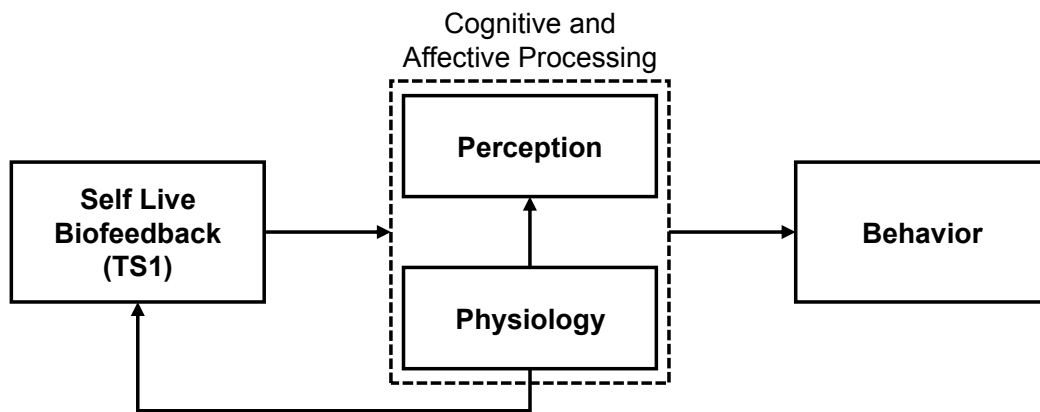 Cognitive and
Affective Processing
Perception
Self Live
Biofeedback
(TS1)
Behavior
Physiology